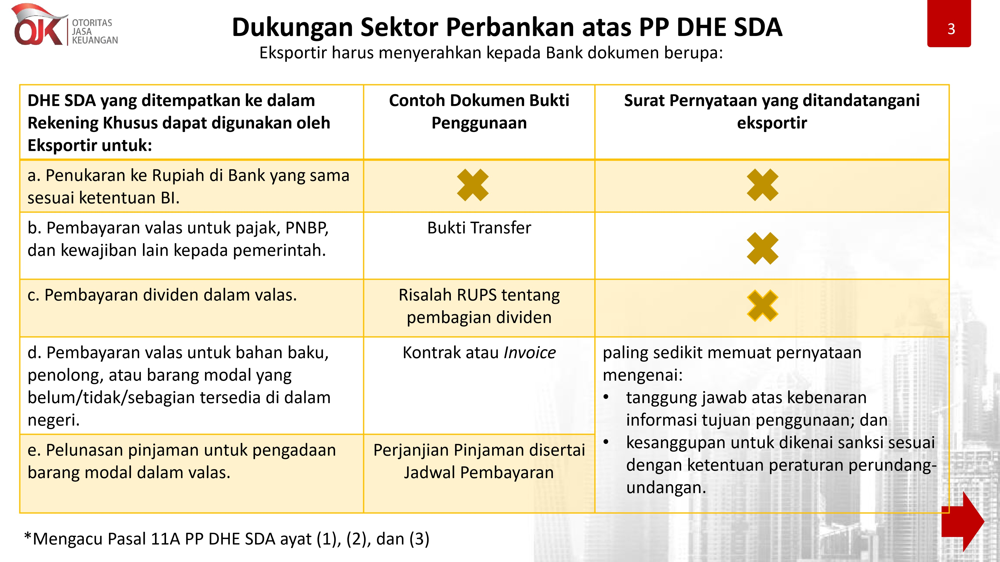 OJK
OTORITAS
JASA
KEUANGAN
Dukungan Sektor Perbankan atas PP DHE SDA
3
Eksportir harus menyerahkan kepada Bank dokumen berupa:
DHE SDA yang ditempatkan ke dalam
Rekening Khusus dapat digunakan oleh
Eksportir untuk:
Contoh Dokumen Bukti
Penggunaan
Surat Pernyataan yang ditandatangani
eksportir
a. Penukaran ke Rupiah di Bank yang sama
sesuai ketentuan BI.
b. Pembayaran valas untuk pajak, PNBP,
dan kewajiban lain kepada pemerintah.
Bukti Transfer
c. Pembayaran dividen dalam valas.
Risalah RUPS tentang
pembagian dividen
d. Pembayaran valas untuk bahan baku,
penolong, atau barang modal yang
belum/tidak/sebagian tersedia di dalam
negeri.
Kontrak atau Invoice
paling sedikit memuat pernyataan
mengenai:
• tanggung jawab atas kebenaran
informasi tujuan penggunaan; dan
• kesanggupan untuk dikenai sanksi sesuai
dengan ketentuan peraturan perundang-
undangan.
e. Pelunasan pinjaman untuk pengadaan
barang modal dalam valas.
Perjanjian Pinjaman disertai
Jadwal Pembayaran
*Mengacu Pasal 11A PP DHE SDA ayat (1), (2), dan (3)